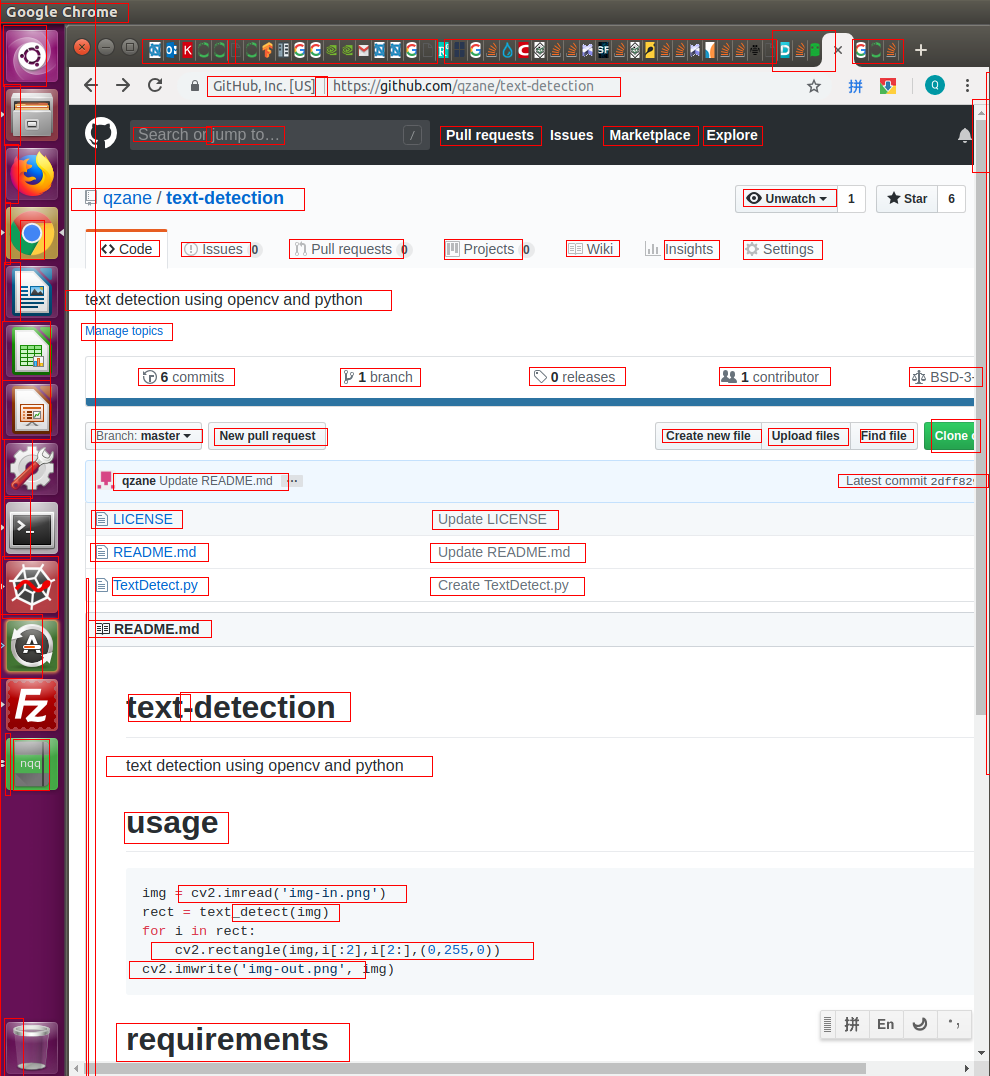 Google Chrome
GitHub, Inc. [US] https://github.com/qzane/text-detection 拼 Q
Search or jump to... / Pull requests Issues Marketplace Explore
qzane / text-detection Unwatch 1 Star 6
Code Issues 0 Pull requests 0 Projects 0 Wiki Insights Settings
text detection using opencv and python
Manage topics
6 commits 1 branch 0 releases 1 contributor BSD-3-
Branch: master New pull request Create new file Upload files Find file Clone
qzane Update README.md ... Latest commit 2dff829
LICENSE Update LICENSE
README.md Update README.md
TextDetect.py Create TextDetect.py
README.md
text-detection
text detection using opencv and python
nqq
usage
img = cv2.imread('img-in.png')
rect = text_detect(img)
for i in rect:
cv2.rectangle(img,i[:2],i[2:],(0,255,0))
cv2.imwrite('img-out.png', img)
requirements
拼 En